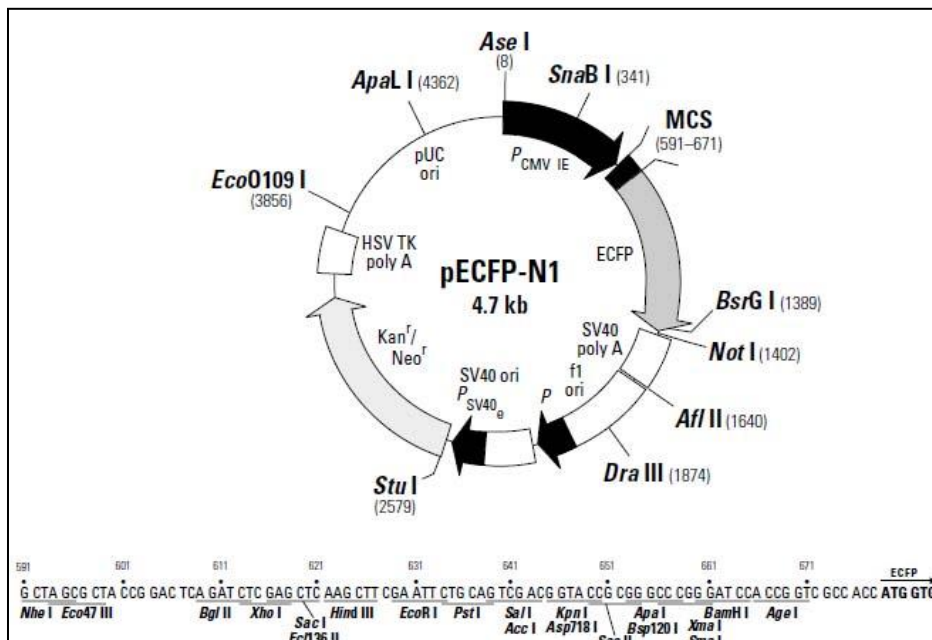 Ase I
(8)
SnaB I (341)
ApaL I (4362)
MCS
(591–671)
pUC
ori
P CMV IE
EcoO109 I
(3856)
HSV TK
poly A
ECFP
pECFP-N1
4.7 kb
BsrG I (1389)
Not I (1402)
SV40
poly A
Kanr/
Neor
f1
ori
SV40 ori
P SV40e
P
Afl II (1640)
Dra III (1874)
Stu I
(2579)
591 601 611 621 631 641 651 661 671 ECFP
G CTA GCG CTA CCG GAC TCA GAT CTC GAG CTC AAG CTT CGA ATT CTG CAG TCG ACG GTA CCG CGG GCC CGG GAT CCA CCG GTC GCC ACC ATG GTG
Nhe I Eco47 III Bgl II Xho I Hind III EcoR I Pst I Sal I Kpn I Apa I BamH I Age I
Sac I Acc I Asp718 I Bsp120 I Xma I